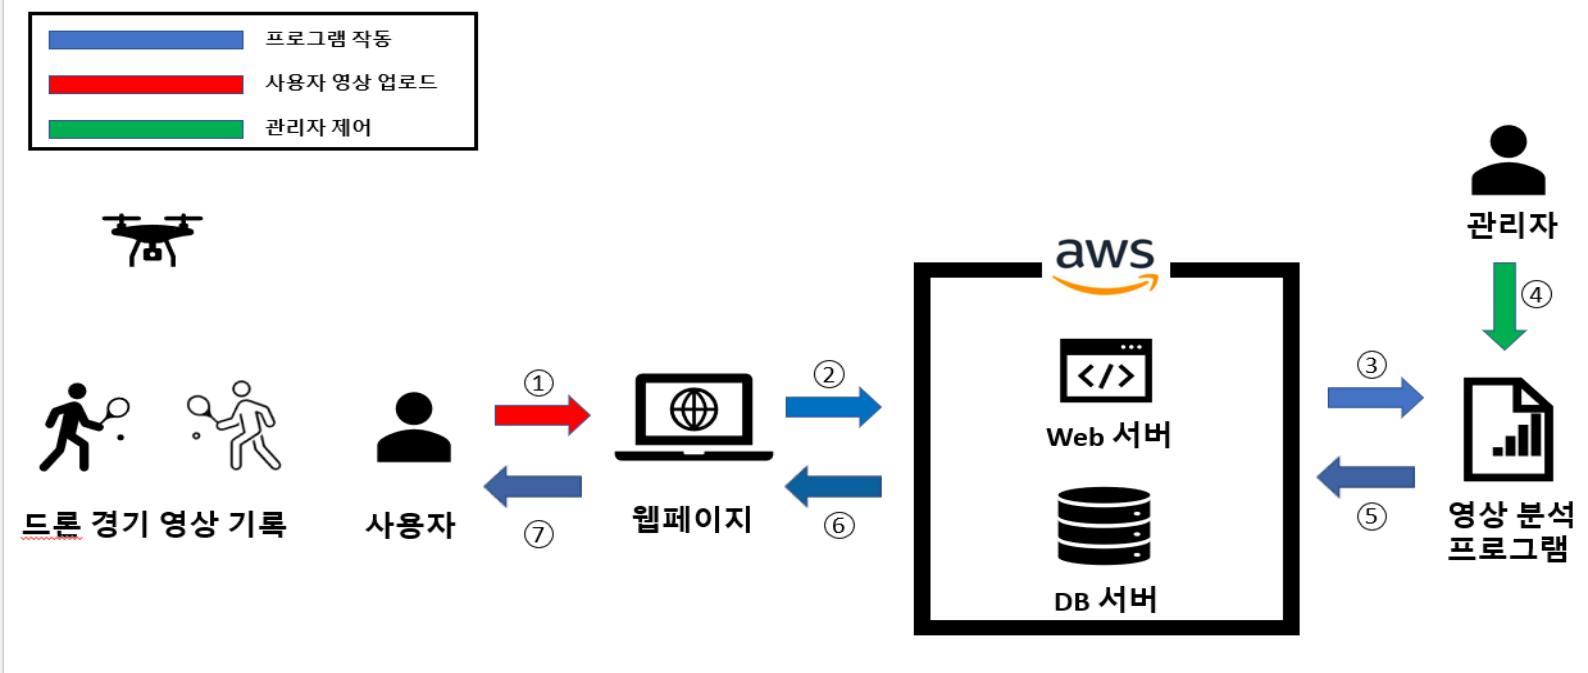 프로그램 작동
사용자 영상 업로드
관리자 제어
관리자
④
aws
</>
Web 서버
DB 서버
①
②
③
드론 경기 영상 기록
사용자
웹페이지
⑦
⑥
⑤
영상 분석
프로그램